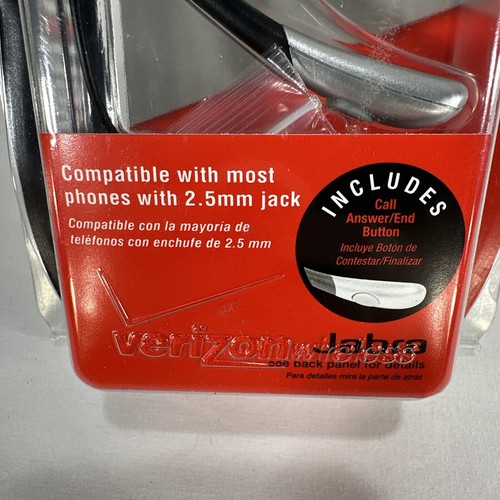 Compatible with most
phones with 2.5mm jack
Compatible con la mayoria de
teléfonos con enchufe de 2.5 mm
INCLUDES
Call
Answer/End
Button
Incluye Botón de
Contestar/Finalizar
verizon wireless
Jabra
see back panel for details
Para detalles mira la parte de atrás